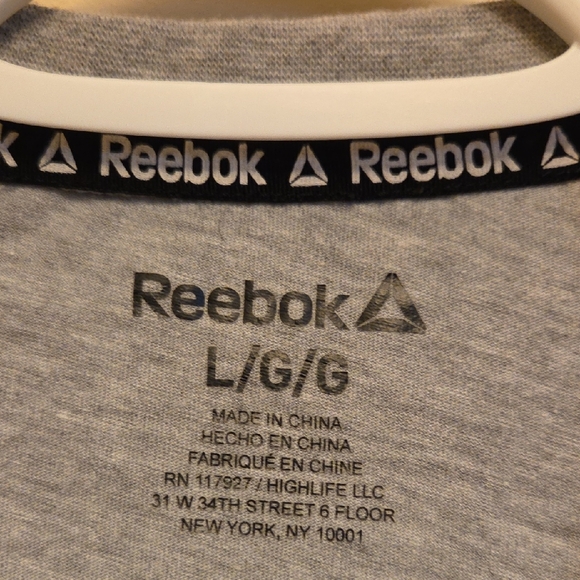 Reebok Reebok
Reebok
L/G/G
MADE IN CHINA
HECHO EN CHINA
FABRIQUÉ EN CHINE
RN 117927 / HIGHLIFE LLC
31 W 34TH STREET 6 FLOOR
NEW YORK, NY 10001